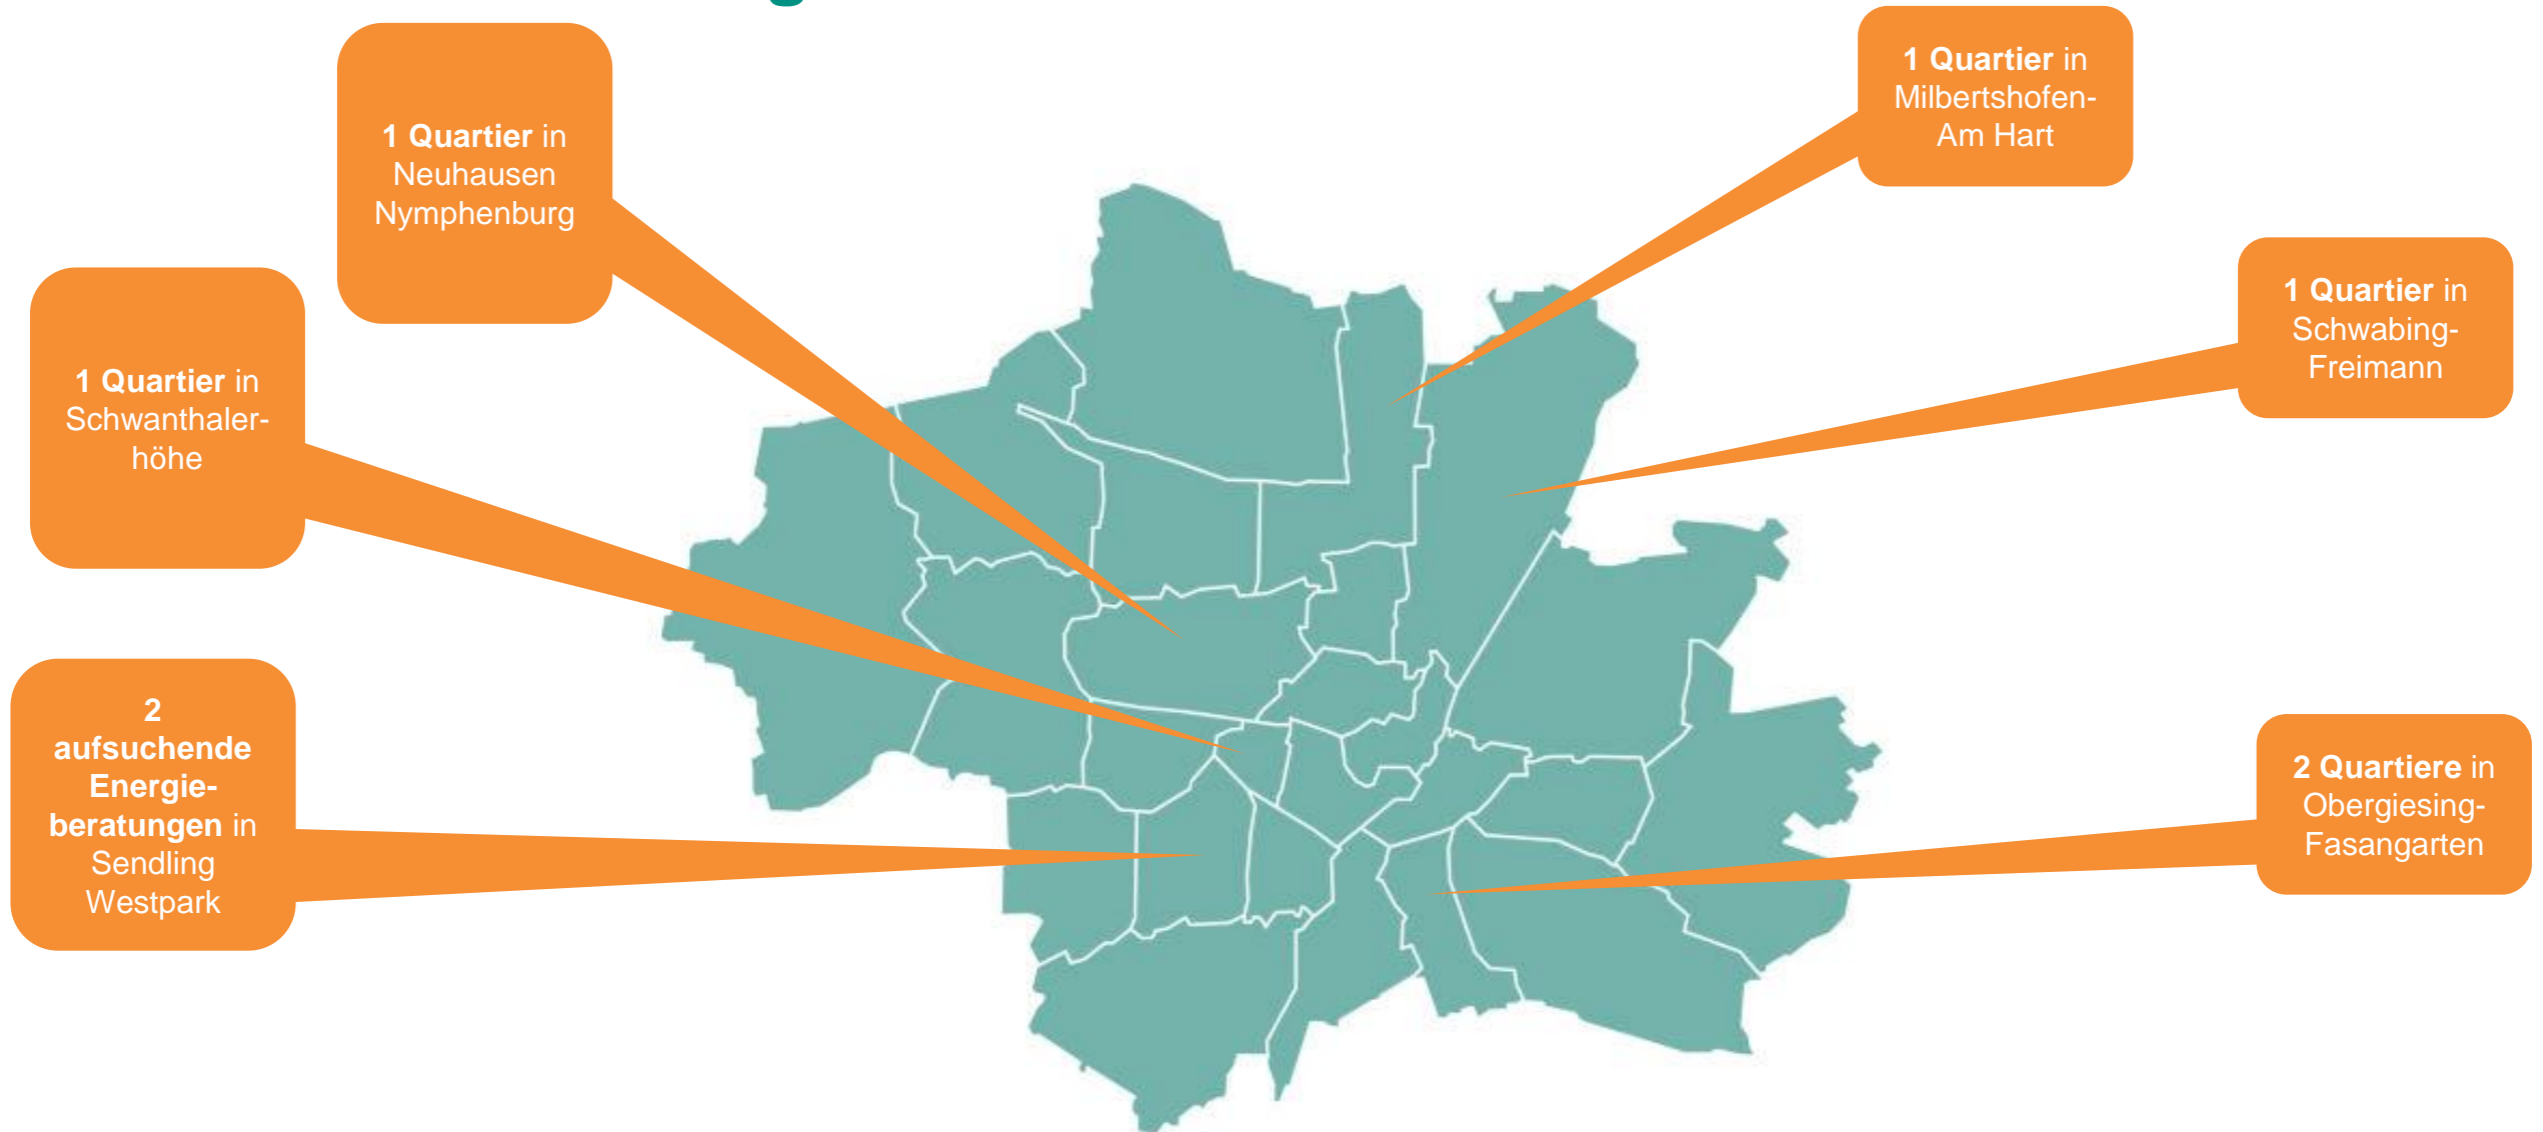 1 Quartier in
Neuhausen
Nymphenburg
1 Quartier in
Milbertshofen-
Am Hart
1 Quartier in
Schwanthaler-
höhe
1 Quartier in
Schwabing-
Freimann
2
aufsuchende
Energie-
beratungen in
Sendling
Westpark
2 Quartiere in
Obergiesing-
Fasangarten